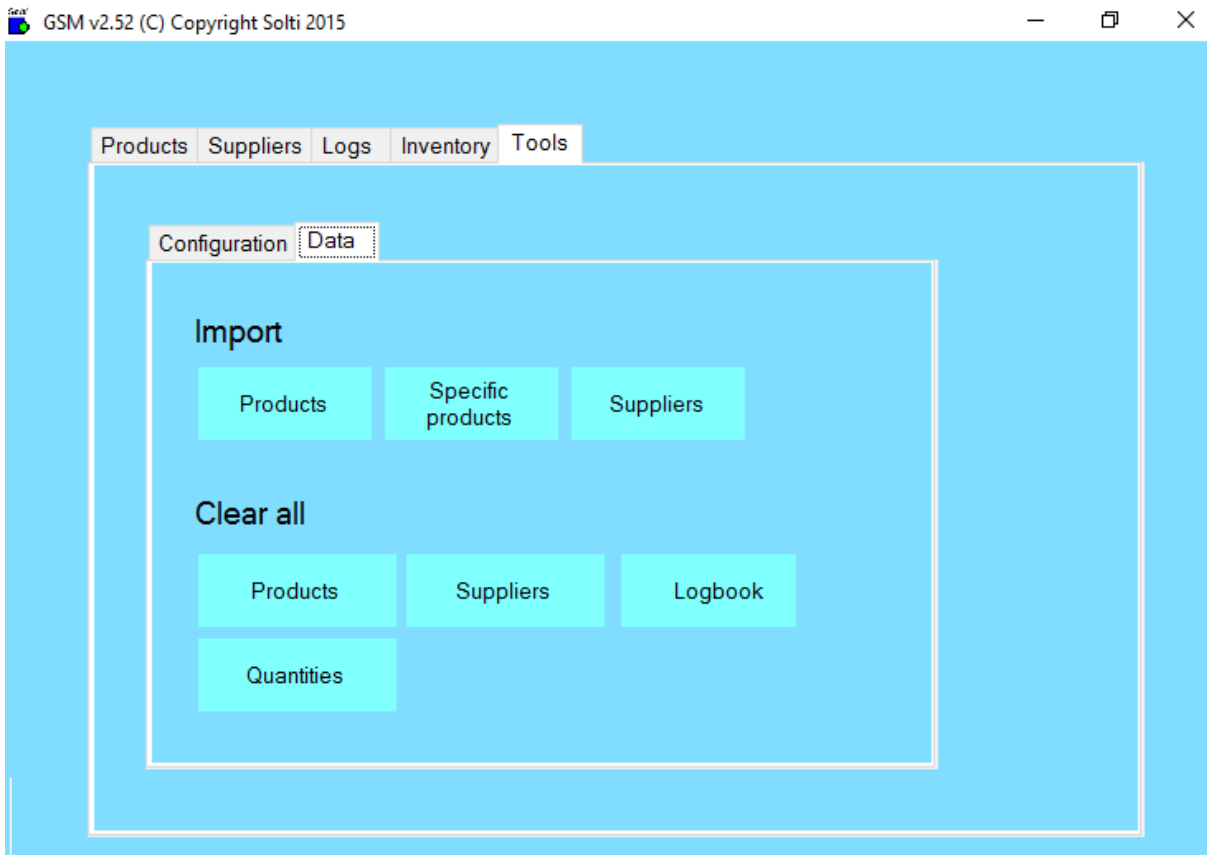 GSM v2.52 (C) Copyright Solti 2015
Products Suppliers Logs Inventory Tools
Configuration Data
Import
Products Specific products Suppliers
Clear all
Products Suppliers Logbook
Quantities